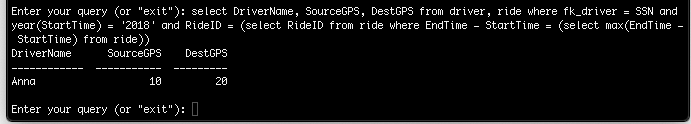 Enter your query (or "exit"): select DriverName, SourceGPS, DestGPS from driver, ride where fk_driver = SSN and
year(StartTime) = '2018' and RideID = (select RideID from ride where EndTime - StartTime = (select max(EndTime -
StartTime) from ride))
DriverName SourceGPS DestGPS
------------ ----------- ---------
Anna 10 20
Enter your query (or "exit"):